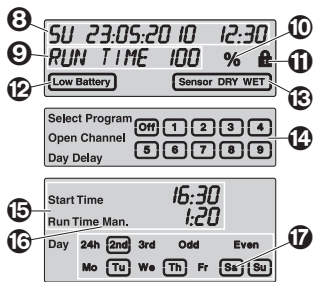 8 SU 23:05:2010 12:30 10
9 RUN TIME 100 % 11
12 Low Battery Sensor DRY WET 13
Select Program Off 1 2 3 4
Open Channel 14
Day Delay 5 6 7 8 9
15 Start Time 16:30
16 Run Time Man. 1:20 17
Day 24h 2nd 3rd Odd Even
Mo Tu We Th Fr Sa Su